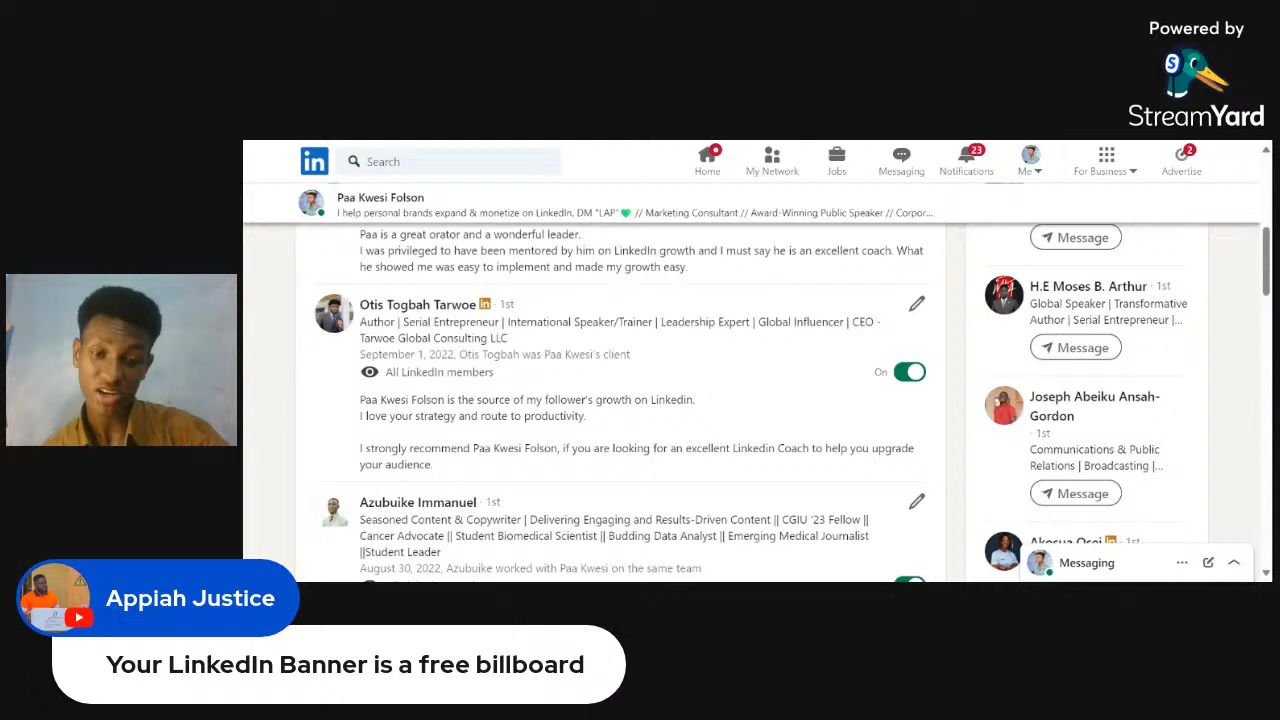 Powered by
S
StreamYard
in
Search
Home
My Network
Jobs
Messaging
23
Notifications
Me
For Business
2
Advertise
Paa Kwesi Folson
I help personal brands expand & monetize on LinkedIn, DM "LAP" 💚 // Marketing Consultant // Award-Winning Public Speaker // Corpor...
Paa is a great orator and a wonderful leader.
I was privileged to have been mentored by him on LinkedIn growth and I must say he is an excellent coach. What
he showed me was easy to implement and made my growth easy.
Otis Togbah Tarwoe in · 1st
Author | Serial Entrepreneur | International Speaker/Trainer | Leadership Expert | Global Influencer | CEO -
Tarwoe Global Consulting LLC
September 1, 2022, Otis Togbah was Paa Kwesi's client
All LinkedIn members
On
Paa Kwesi Folson is the source of my follower's growth on Linkedin.
I love your strategy and route to productivity.
I strongly recommend Paa Kwesi Folson, if you are looking for an excellent Linkedin Coach to help you upgrade
your audience.
Azubuike Immanuel · 1st
Seasoned Content & Copywriter | Delivering Engaging and Results-Driven Content || CGIU '23 Fellow ||
Cancer Advocate || Student Biomedical Scientist || Budding Data Analyst || Emerging Medical Journalist
||Student Leader
August 30, 2022, Azubuike worked with Paa Kwesi on the same team
Message
H.E Moses B. Arthur · 1st
Global Speaker | Transformative
Author | Serial Entrepreneur |...
Message
Joseph Abeiku Ansah-
Gordon
· 1st
Communications & Public
Relations | Broadcasting |...
Message
Akosua Osei in · 1st
Messaging
Appiah Justice
Your LinkedIn Banner is a free billboard